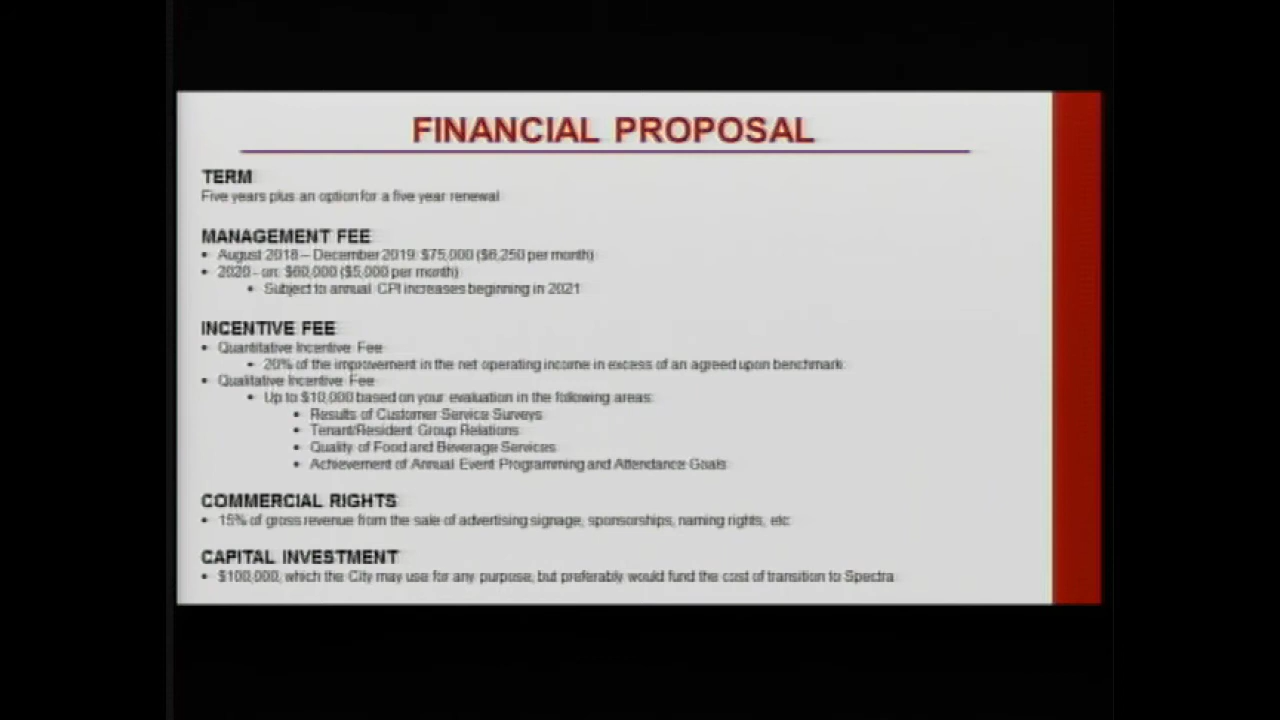 FINANCIAL PROPOSAL
TERM
Five years plus an option for a five year renewal
MANAGEMENT FEE
• August 2018 – December 2019: $75,000 ($6,250 per month)
• 2020 - on: $60,000 ($5,000 per month)
• Subject to annual CPI increases beginning in 2021
INCENTIVE FEE
• Quantitative Incentive Fee
• 20% of the improvement in the net operating income in excess of an agreed upon benchmark
• Qualitative Incentive Fee
• Up to $10,000 based on your evaluation in the following areas:
• Results of Customer Service Surveys
• Tenant/Resident Group Relations
• Quality of Food and Beverage Services
• Achievement of Annual Event Programming and Attendance Goals
COMMERCIAL RIGHTS
• 15% of gross revenue from the sale of advertising signage, sponsorships, naming rights, etc
CAPITAL INVESTMENT
• $100,000, which the City may use for any purpose, but preferably would fund the cost of transition to Spectra